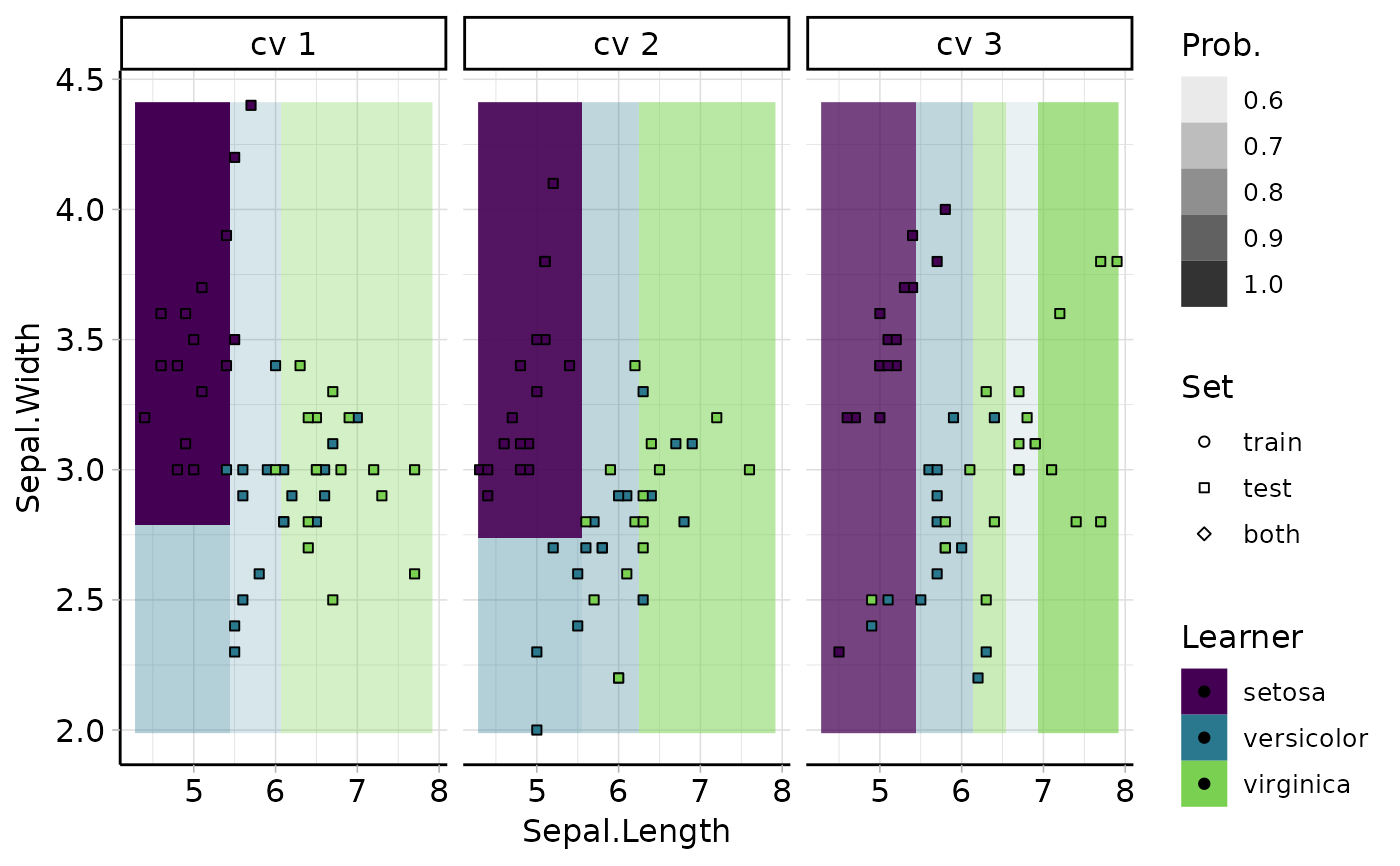 cv 1
cv 2
cv 3
4.5
4.0
3.5
3.0
2.5
2.0
Sepal.Width
5 6 7 8
5 6 7 8
5 6 7 8
Sepal.Length
Prob.
0.6
0.7
0.8
0.9
1.0
Set
train
test
both
Learner
setosa
versicolor
virginica